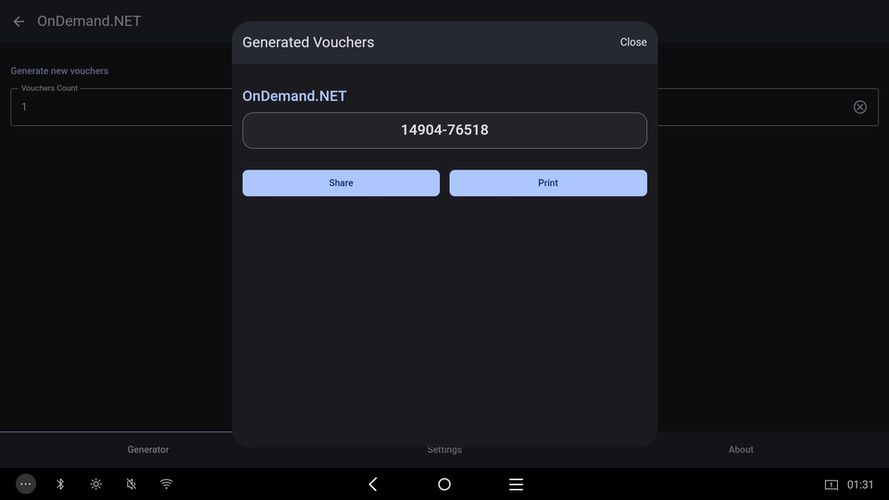 OnDemand.NET
Generate new vouchers
Vouchers Count
1
Generated Vouchers
Close
OnDemand.NET
14904-76518
Share
Print
Generator
Settings
About
1
01:31